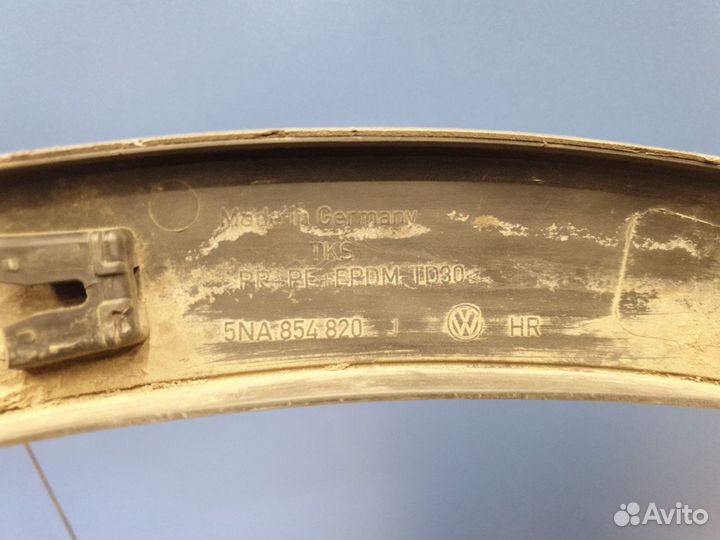 Made in Germany
TKS
PP+PE+EPDM TD30
5NA 854 820 J HR
Avito